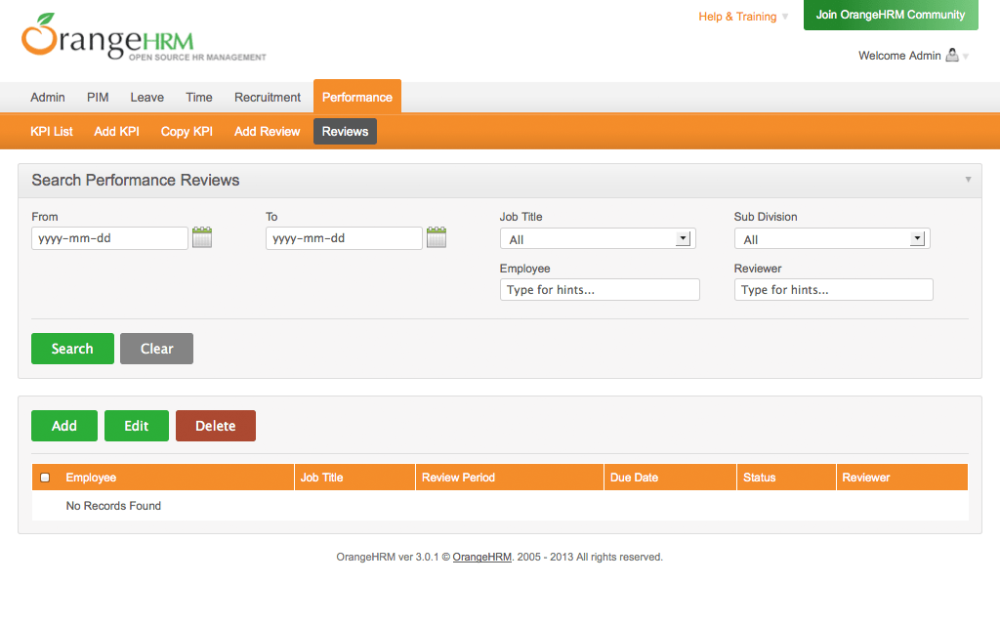 Help & Training
Join OrangeHRM Community
OrangeHRM
OPEN SOURCE HR MANAGEMENT
Welcome Admin
Admin PIM Leave Time Recruitment Performance
KPI List Add KPI Copy KPI Add Review Reviews
Search Performance Reviews
From To Job Title Sub Division
yyyy-mm-dd yyyy-mm-dd All All
Employee Reviewer
Type for hints... Type for hints...
Search Clear
Add Edit Delete
Employee Job Title Review Period Due Date Status Reviewer
No Records Found
OrangeHRM ver 3.0.1 © OrangeHRM. 2005 - 2013 All rights reserved.